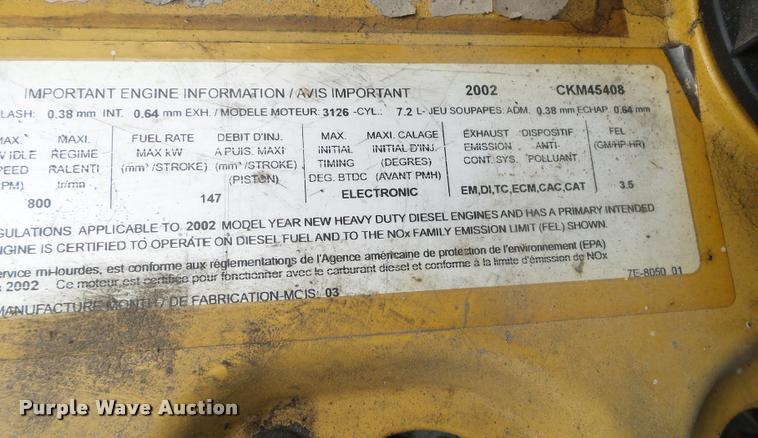 IMPORTANT ENGINE INFORMATION / AVIS IMPORTANT 2002 CKM45408
LASH: 0.38 mm INT. 0.64 mm EXH. / MODELE MOTEUR: 3126 -CYL.: 7.2 L- JEU SOUPAPES: ADM. 0.38 mm ECHAP. 0.64 mm
MAX. MAXI. FUEL RATE DEBIT D'INJ. MAX. MAXI. CALAGE EXHAUST DISPOSITIF FEL
W IDLE REGIME MAX kW A PUIS. MAXI INITIAL INITIAL D'INJ. EMISSION ANTI- (GM/HP-HR)
PEED RALENTI (mm³ /STROKE) (mm³ /STROKE) TIMING (DEGRES) CONT. SYS. POLLUANT.
PM) tr/mn (PISTON) DEG. BTDC (AVANT PMH)
800 147 ELECTRONIC EM,DI,TC,ECM,CAC,CAT 3.5
GULATIONS APPLICABLE TO 2002 MODEL YEAR NEW HEAVY DUTY DIESEL ENGINES AND HAS A PRIMARY INTENDED
NGINE IS CERTIFIED TO OPERATE ON DIESEL FUEL AND TO THE NOx FAMILY EMISSION LIMIT (FEL) SHOWN.
ervice mi-lourdes, est conforme aux réglementations de l'Agence américaine de protection de l'environnement (EPA)
2002 . Ce moteur est certifié pour fonctionner avec le carburant diesel et conforme à la limite d'émission de NOx
7E-8050 01
MANUFACTURE MONTH / DE FABRICATION-MCIS: 03
Purple Wave Auction